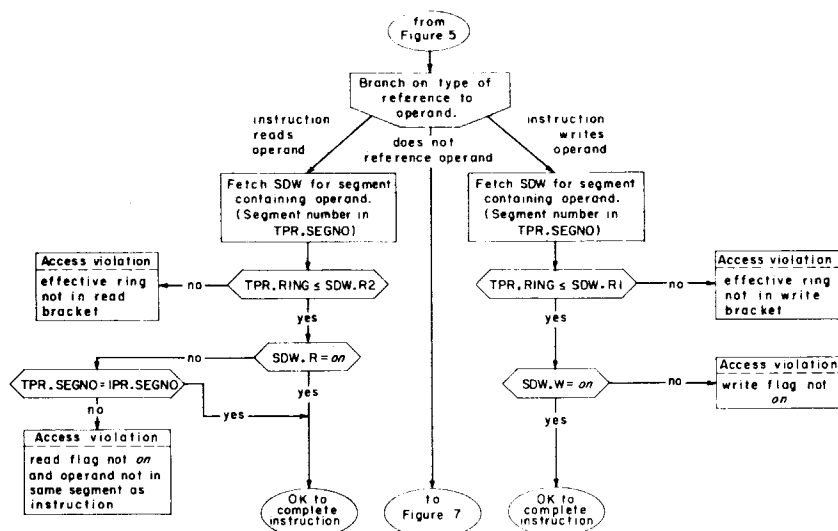 from
Figure 5
Branch on type of
reference to
operand.
instruction
reads
operand
does not
reference operand
instruction
writes
operand
Fetch SDW for segment
containing operand.
(Segment number in
TPR.SEGNO)
Fetch SDW for segment
containing operand.
(Segment number in
TPR.SEGNO)
Access violation
effective ring
not in read
bracket
no
TPR.RING ≤ SDW.R2
TPR.RING ≤ SDW.R1
no
Access violation
effective ring
not in write
bracket
yes
yes
no
SDW.R = on
TPR.SEGNO = IPR.SEGNO
yes
SDW.W = on
no
Access violation
write flag not
on
no
yes
yes
Access violation
read flag not on
and operand not in
same segment as
instruction
OK to
complete
instruction
to
Figure 7
OK to
complete
instruction